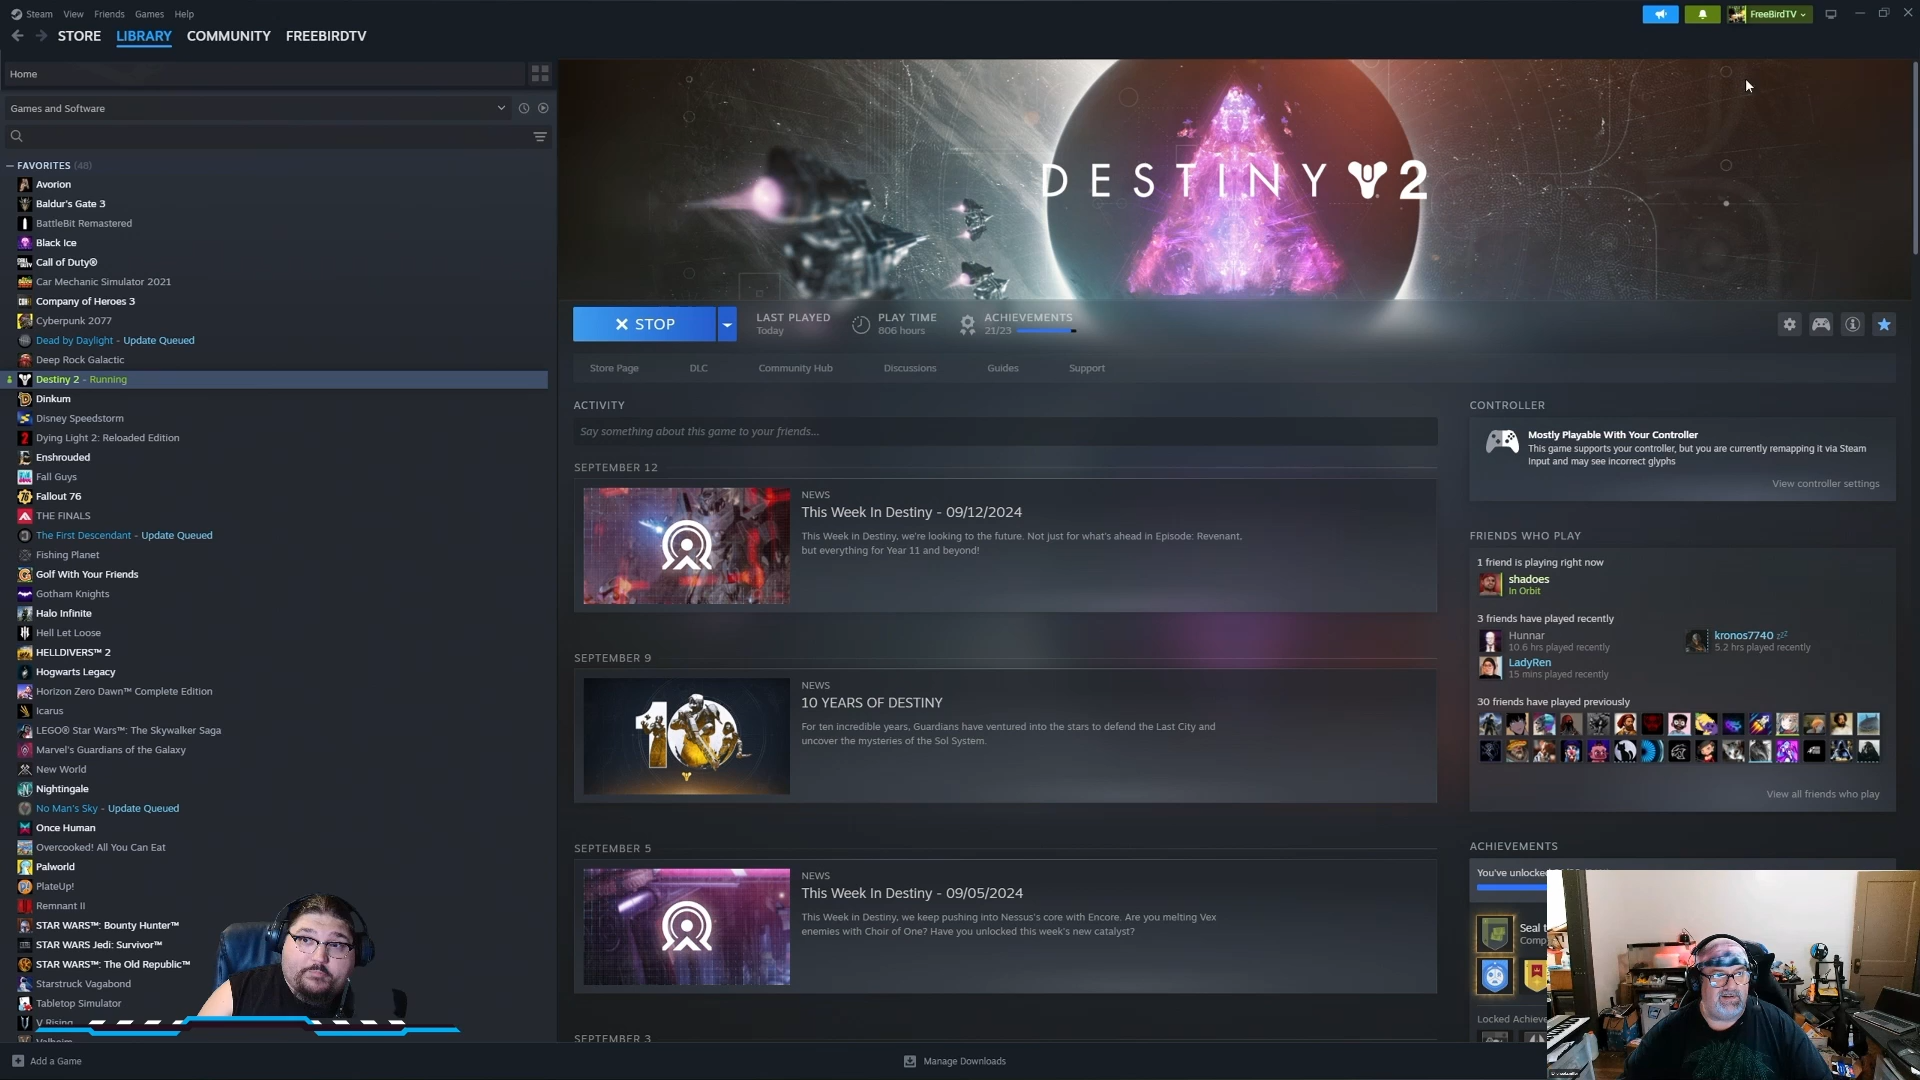 Steam View Friends Games Help
FreeBirdTV
STORE LIBRARY COMMUNITY FREEBIRDTV
Home
Games and Software
FAVORITES (48)
Avorion
Baldur's Gate 3
BattleBit Remastered
Black Ice
Call of Duty®
Car Mechanic Simulator 2021
Company of Heroes 3
Cyberpunk 2077
Dead by Daylight - Update Queued
Deep Rock Galactic
Destiny 2 - Running
Dinkum
Disney Speedstorm
Dying Light 2: Reloaded Edition
Enshrouded
Fall Guys
Fallout 76
THE FINALS
The First Descendant - Update Queued
Fishing Planet
Golf With Your Friends
Gotham Knights
Halo Infinite
Hell Let Loose
HELLDIVERS™ 2
Hogwarts Legacy
Horizon Zero Dawn™ Complete Edition
Icarus
LEGO® Star Wars™: The Skywalker Saga
Marvel's Guardians of the Galaxy
New World
Nightingale
No Man's Sky - Update Queued
Once Human
Overcooked! All You Can Eat
Palworld
PlateUp!
Remnant II
STAR WARS™: Bounty Hunter™
STAR WARS Jedi: Survivor™
STAR WARS™: The Old Republic™
Starstruck Vagabond
Tabletop Simulator
V Rising
Valheim
Add a Game
DESTINY 2
STOP
LAST PLAYED
Today
PLAY TIME
806 hours
ACHIEVEMENTS
21/23
Store Page DLC Community Hub Discussions Guides Support
ACTIVITY
Say something about this game to your friends...
SEPTEMBER 12
NEWS
This Week In Destiny - 09/12/2024
This Week in Destiny, we're looking to the future. Not just for what's ahead in Episode: Revenant,
but everything for Year 11 and beyond!
SEPTEMBER 9
10
NEWS
10 YEARS OF DESTINY
For ten incredible years, Guardians have ventured into the stars to defend the Last City and
uncover the mysteries of the Sol System.
SEPTEMBER 5
NEWS
This Week In Destiny - 09/05/2024
This Week in Destiny, we keep pushing into Nessus's core with Encore. Are you melting Vex
enemies with Choir of One? Have you unlocked this week's new catalyst?
SEPTEMBER 3
Manage Downloads
CONTROLLER
Mostly Playable With Your Controller
This game supports your controller, but you are currently remapping it via Steam
Input and may see incorrect glyphs
View controller settings
FRIENDS WHO PLAY
1 friend is playing right now
shadoes
In Orbit
3 friends have played recently
Hunnar
10.6 hrs played recently
kronos7740 zzz
5.2 hrs played recently
LadyRen
15 mins played recently
30 friends have played previously
View all friends who play
ACHIEVEMENTS
You've unlocked
Seal t
Comp
Locked Achieve